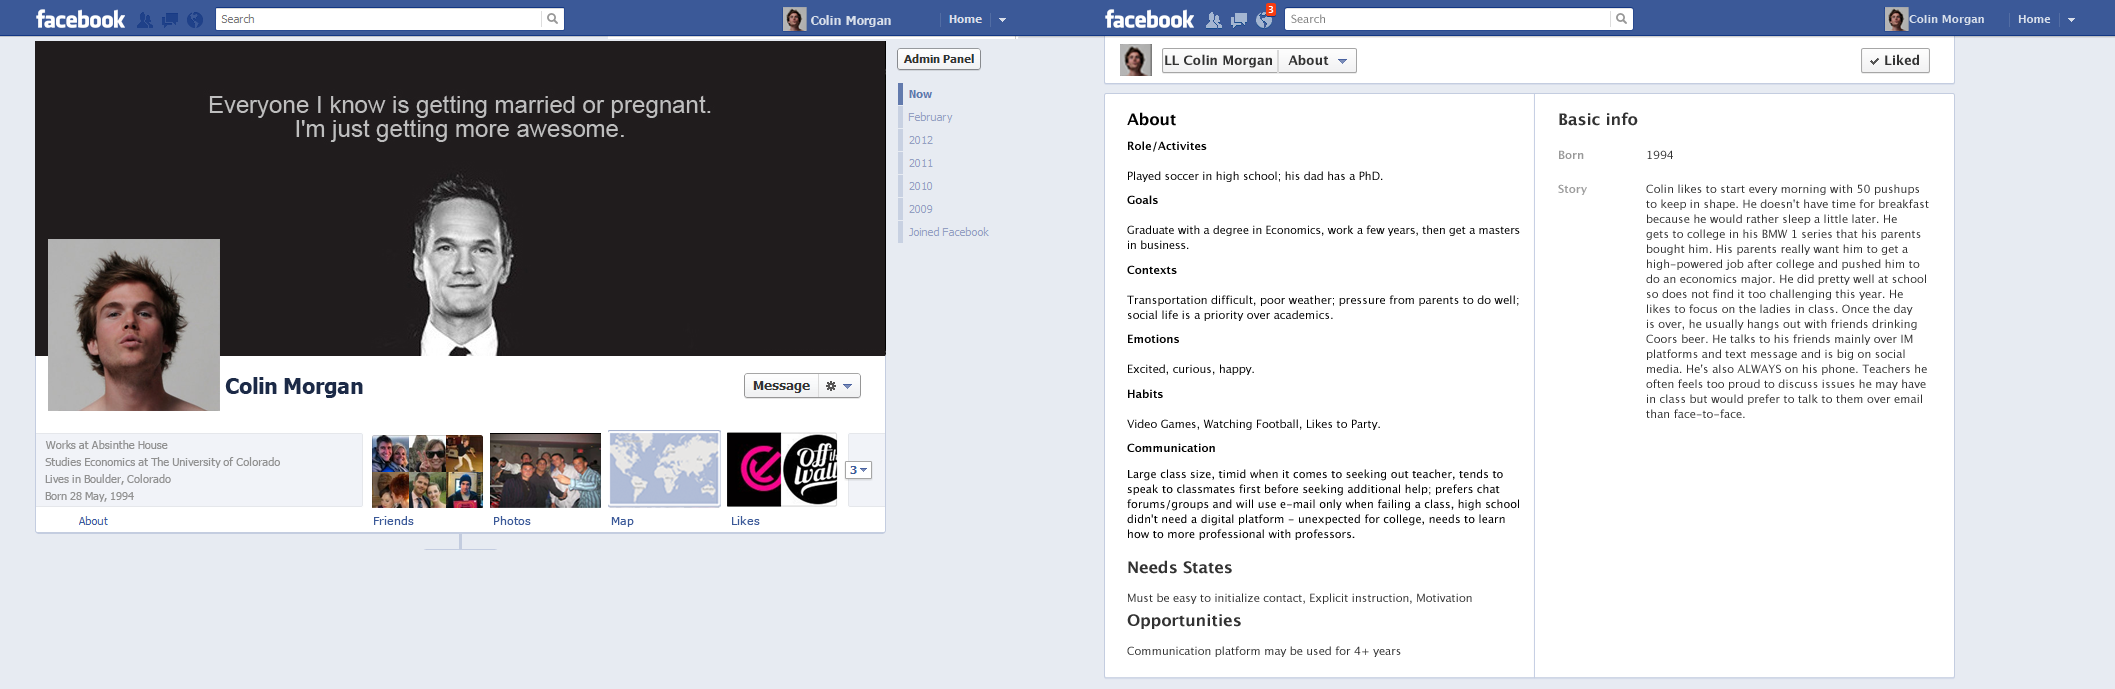 facebook
Search
Colin Morgan
Home
Everyone I know is getting married or pregnant.
I'm just getting more awesome.
Colin Morgan
Message
Works at Absinthe House
Studies Economics at The University of Colorado
Lives in Boulder, Colorado
Born 28 May, 1994
About
Friends
Photos
Map
Off the
Wall
Likes
3
Admin Panel
Now
February
2012
2011
2010
2009
Joined Facebook
facebook
3
Search
Colin Morgan
Home
LL Colin Morgan
About
✓ Liked
About
Role/Activites
Played soccer in high school; his dad has a PhD.
Goals
Graduate with a degree in Economics, work a few years, then get a masters
in business.
Contexts
Transportation difficult, poor weather; pressure from parents to do well;
social life is a priority over academics.
Emotions
Excited, curious, happy.
Habits
Video Games, Watching Football, Likes to Party.
Communication
Large class size, timid when it comes to seeking out teacher, tends to
speak to classmates first before seeking additional help; prefers chat
forums/groups and will use e-mail only when failing a class, high school
didn't need a digital platform - unexpected for college, needs to learn
how to more professional with professors.
Needs States
Must be easy to initialize contact, Explicit instruction, Motivation
Opportunities
Communication platform may be used for 4+ years
Basic info
Born
1994
Story
Colin likes to start every morning with 50 pushups
to keep in shape. He doesn't have time for breakfast
because he would rather sleep a little later. He
gets to college in his BMW 1 series that his parents
bought him. His parents really want him to get a
high-powered job after college and pushed him to
do an economics major. He did pretty well at school
so does not find it too challenging this year. He
likes to focus on the ladies in class. Once the day
is over, he usually hangs out with friends drinking
Coors beer. He talks to his friends mainly over IM
platforms and text message and is big on social
media. He's also ALWAYS on his phone. Teachers he
often feels too proud to discuss issues he may have
in class but would prefer to talk to them over email
than face-to-face.